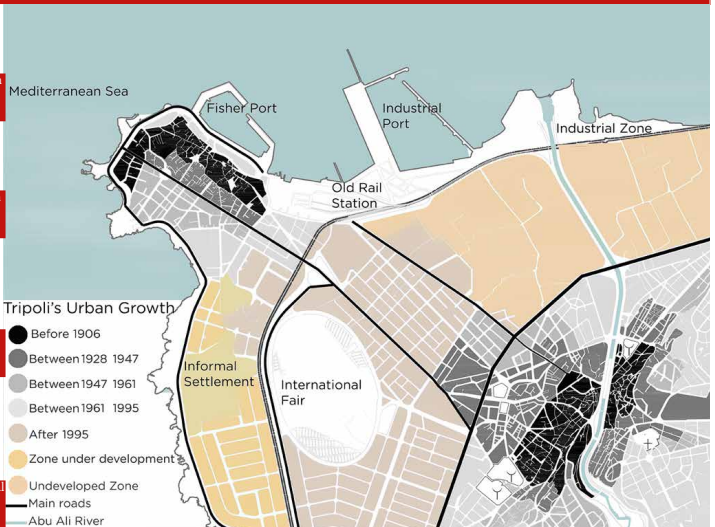 Mediterranean Sea
Fisher Port
Industrial
Port
Industrial Zone
Old Rail
Station
Tripoli's Urban Growth
Before 1906
Between 1928 1947
Between 1947 1961
Between 1961 1995
After 1995
Zone under development
Undeveloped Zone
Main roads
Abu Ali River
Informal
Settlement
International
Fair